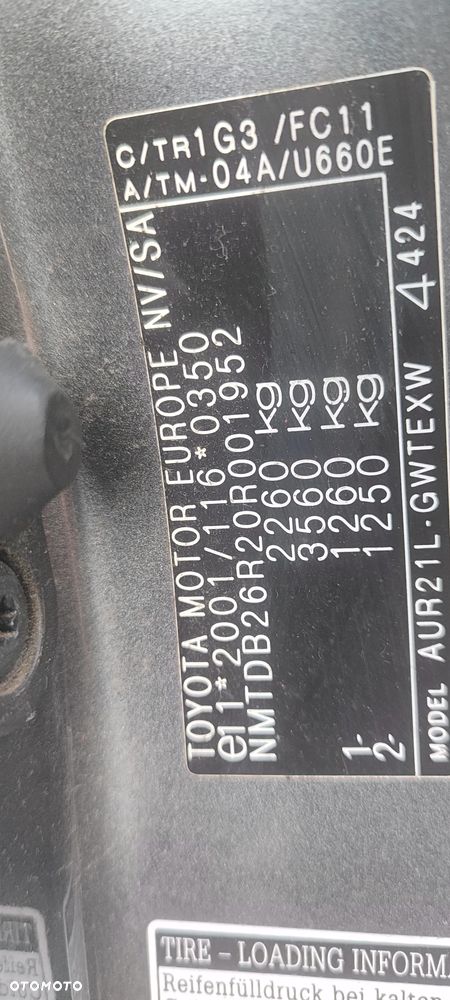 TOYOTA MOTOR EUROPE NV/SA
e11*2001/116*0350
NMTDB26R20R001952
2260 kg
3560 kg
1- 1260 kg
2- 1250 kg
C/TR1G3 /FC11
A/TM-04A/U660E
MODEL AUR21L-GWTEXW 4 424
TIRE – LOADING INFORMA
Reifenfülldruck bei kalten
OTOMOTO